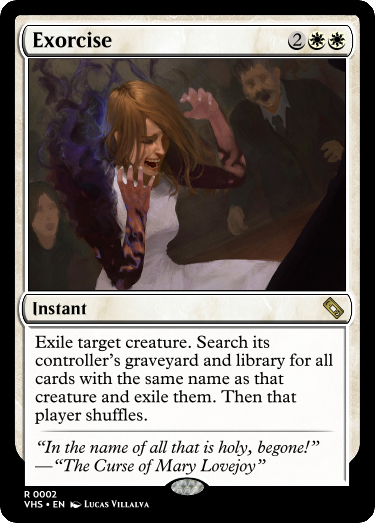 Exorcise 2
Instant
Exile target creature. Search its
controller's graveyard and library for all
cards with the same name as that
creature and exile them. Then that
player shuffles.
“In the name of all that is holy, begone!”
—“The Curse of Mary Lovejoy”
R 0002
VHS • EN Lucas Villalva